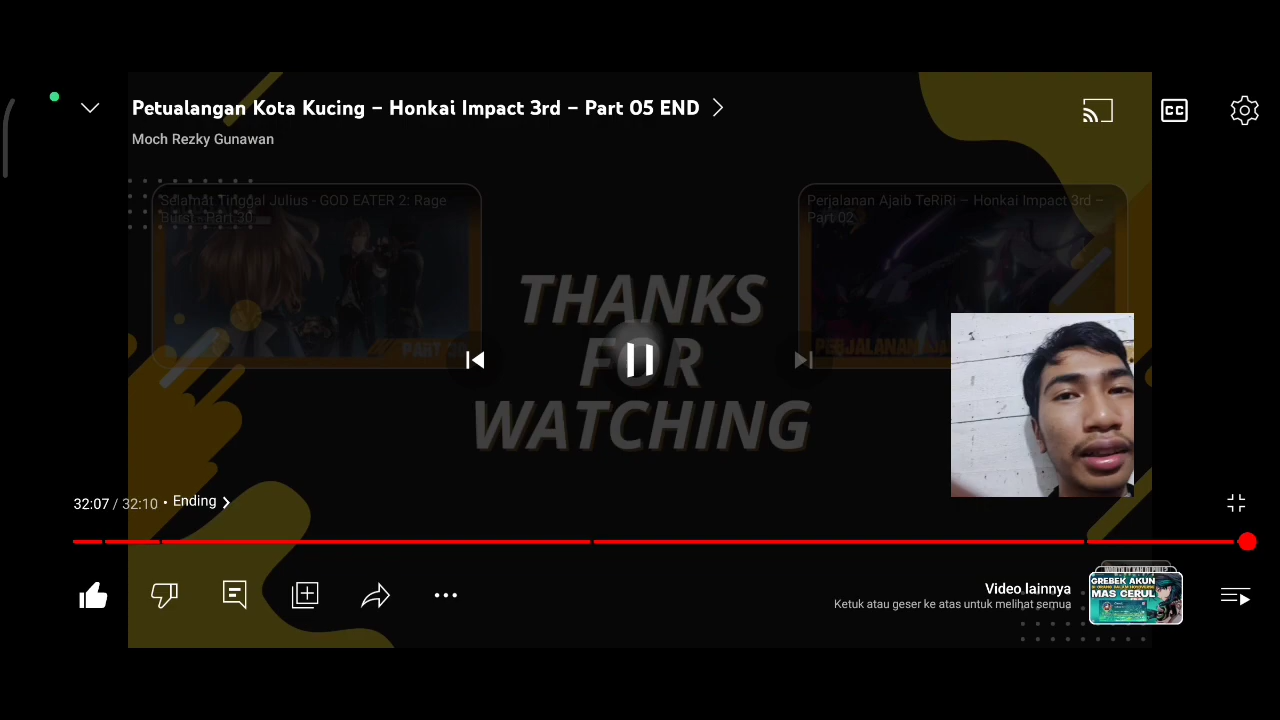 Petualangan Kota Kucing – Honkai Impact 3rd – Part 05 END
Moch Rezky Gunawan
CC
Selamat Tinggal Julius - GOD EATER 2: Rage
Burst - Part 30
Perjalanan Ajaib TeRiRi – Honkai Impact 3rd –
Part 02
THANKS
FOR
WATCHING
32:07 / 32:10 • Ending
Video lainnya
Ketuk atau geser ke atas untuk melihat semua
GREBEK AKUN
MAS CERUL